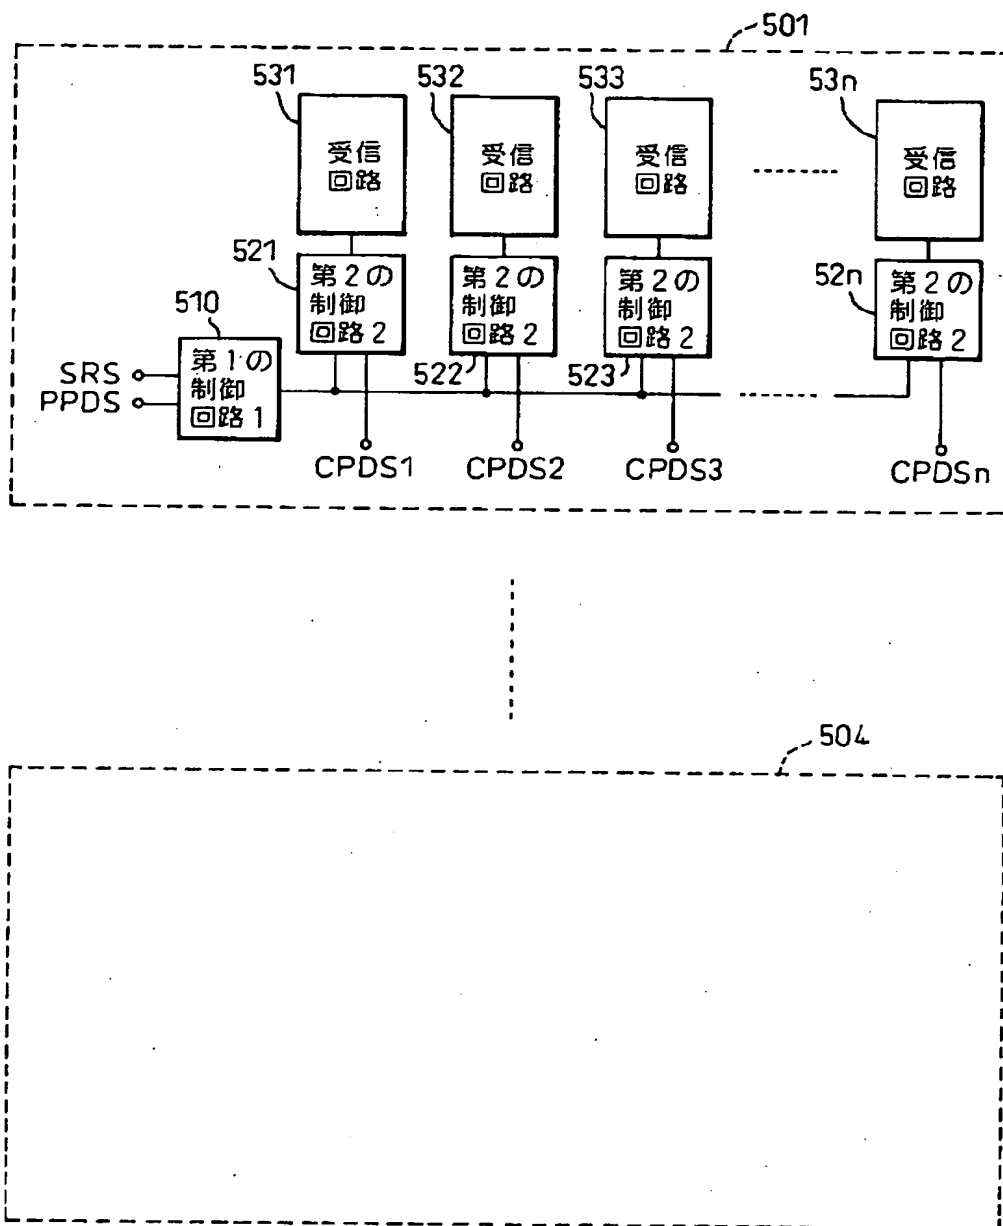 501
531
532
533
53n
受信
回路
受信
回路
受信
回路
受信
回路
521
第2の
制御
回路2
第2の
制御
回路2
第2の
制御
回路2
52n
第2の
制御
回路2
510
522
523
SRS
PPDS
第1の
制御
回路1
CPDS1
CPDS2
CPDS3
CPDSn
504